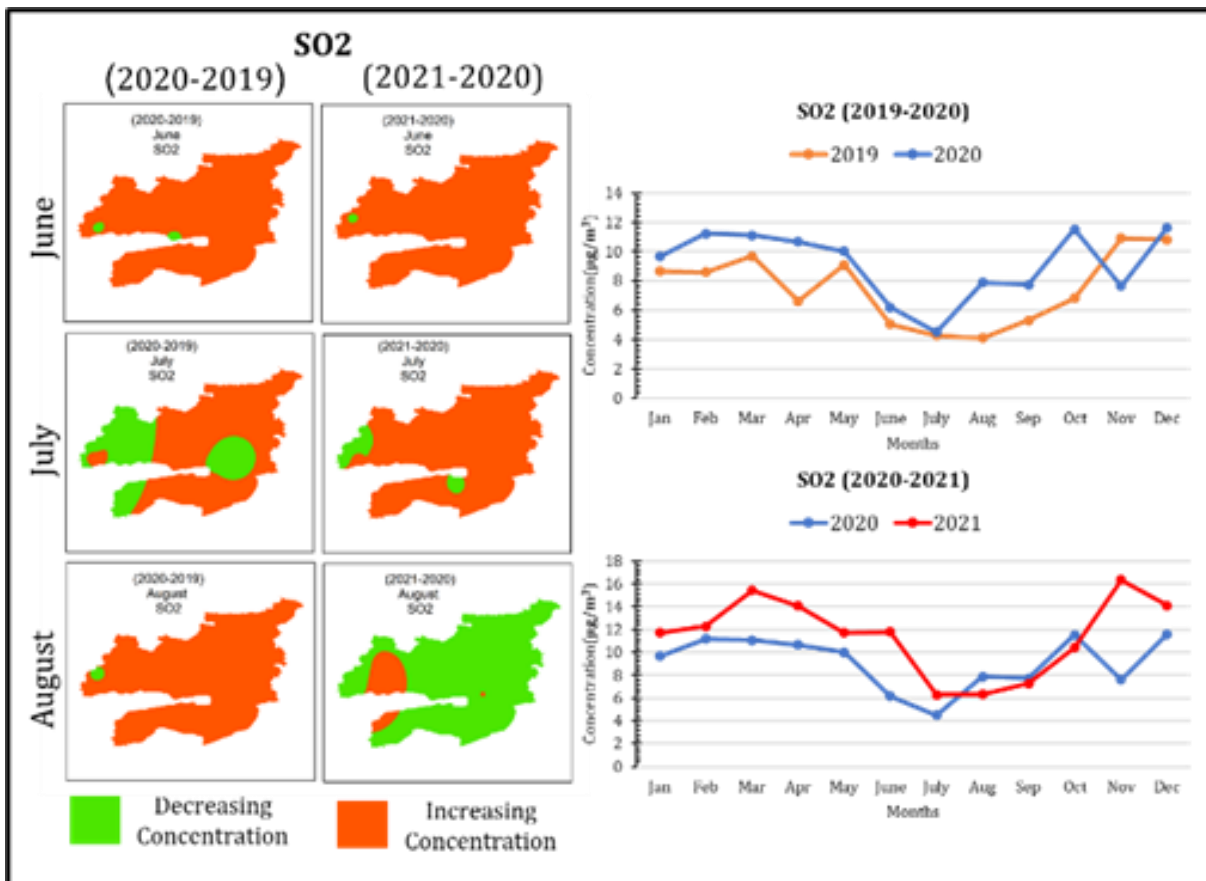 SO2
(2020-2019)
(2021-2020)
June
(2020-2019)
June
SO2
(2021-2020)
June
SO2
July
(2020-2019)
July
SO2
(2021-2020)
July
SO2
August
(2020-2019)
August
SO2
(2021-2020)
August
SO2
Decreasing
Concentration
Increasing
Concentration
SO2 (2019-2020)
2019 2020
Concentration(µg/m³)
14
12
10
8
6
4
2
0
Jan Feb Mar Apr May June July Aug Sep Oct Nov Dec
Months
SO2 (2020-2021)
2020 2021
Concentration(µg/m³)
18
16
14
12
10
8
6
4
2
0
Jan Feb Mar Apr May June July Aug Sep Oct Nov Dec
Months